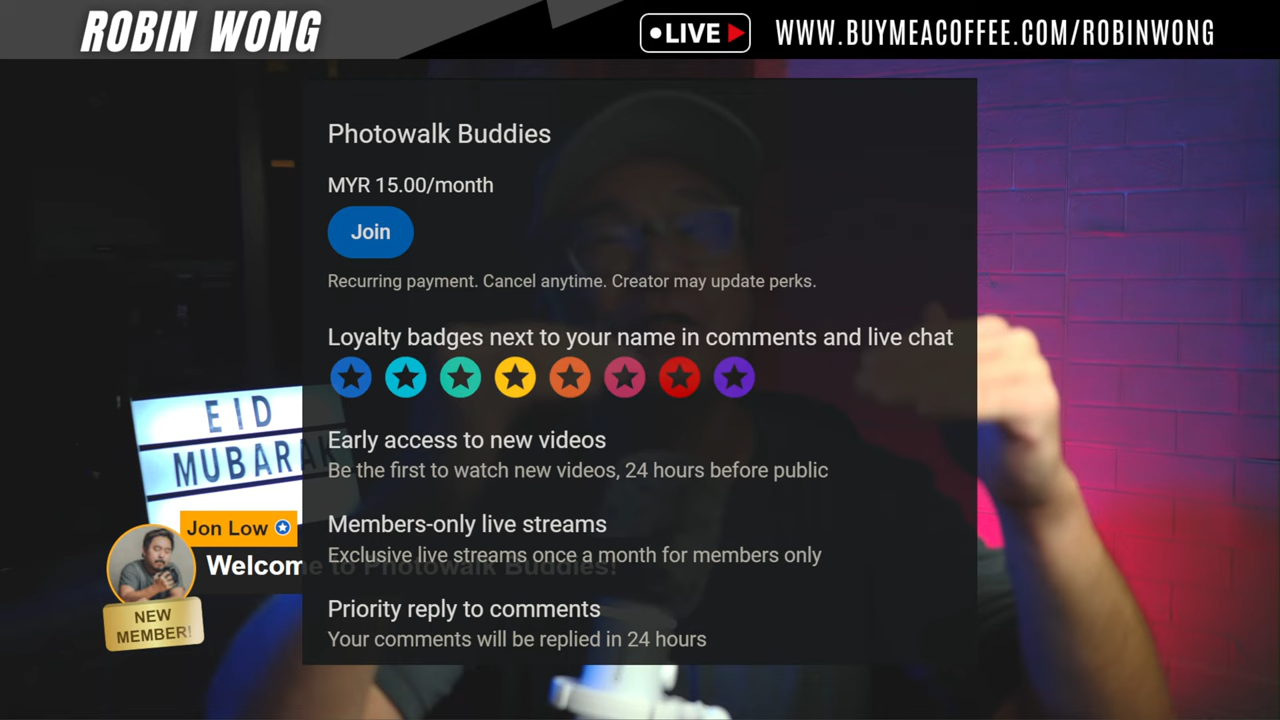 ROBIN WONG
LIVE
WWW.BUYMEACOFFEE.COM/ROBINWONG
Photowalk Buddies
MYR 15.00/month
Join
Recurring payment. Cancel anytime. Creator may update perks.
Loyalty badges next to your name in comments and live chat
Early access to new videos
Be the first to watch new videos, 24 hours before public
Members-only live streams
Exclusive live streams once a month for members only
Priority reply to comments
Your comments will be replied in 24 hours
EID
MUBARAK
Jon Low
Welcome to Photowalk Buddies!
NEW
MEMBER!